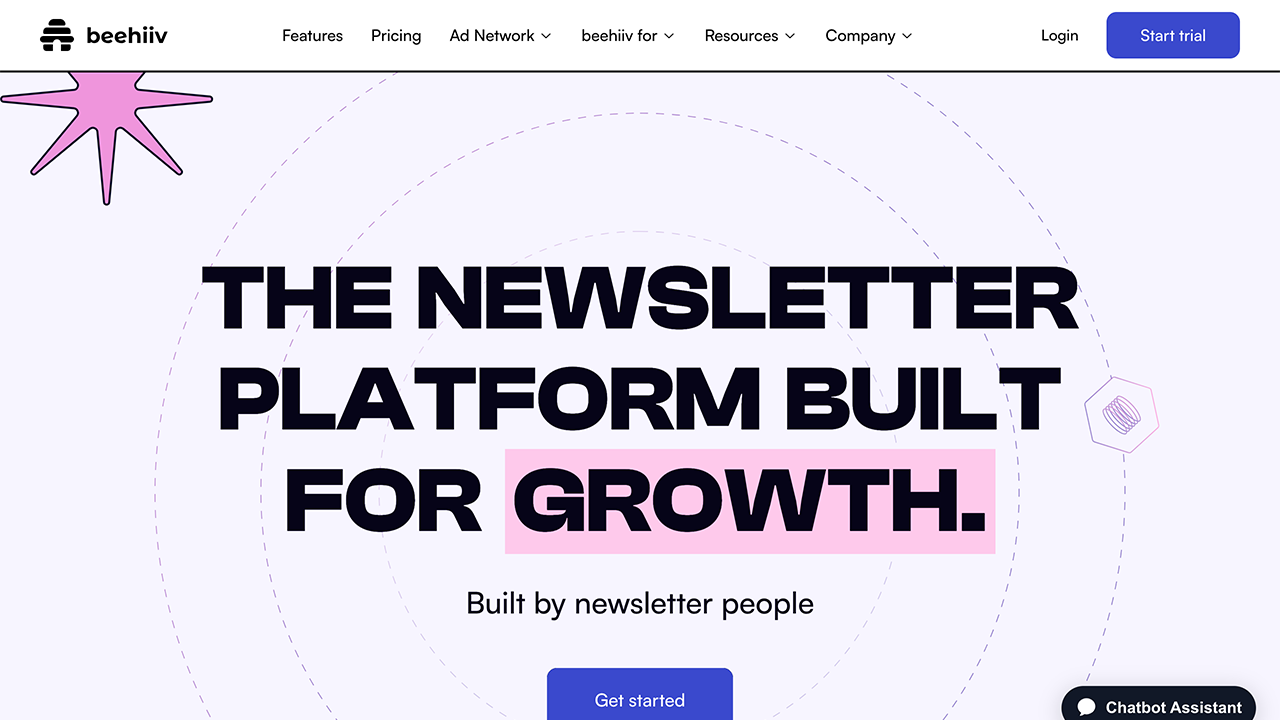 beehiiv
Features
Pricing
Ad Network
beehiiv for
Resources
Company
Login
Start trial
THE NEWSLETTER
PLATFORM BUILT
FOR GROWTH.
Built by newsletter people
Get started
Chatbot Assistant